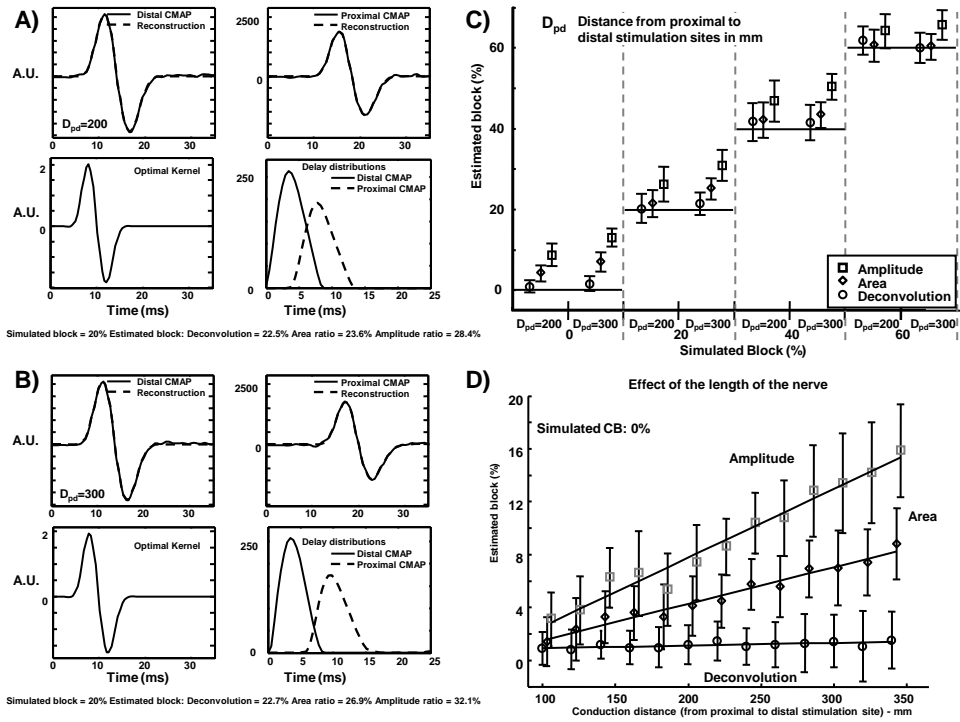 A)
Distal CMAP
Reconstruction
A.U.
D_pd=200
0 10 20 30
Proximal CMAP
Reconstruction
2500
0
0 10 20 30
Optimal Kernel
2
A.U.
0
0 10 20 30
Time (ms)
Delay distributions
Distal CMAP
Proximal CMAP
250
0
0 5 10 15 20 25
Time (ms)
Simulated block = 20% Estimated block: Deconvolution = 22.5% Area ratio = 23.6% Amplitude ratio = 28.4%
B)
Distal CMAP
Reconstruction
A.U.
D_pd=300
0 10 20 30
Proximal CMAP
Reconstruction
2500
0
0 10 20 30
Optimal Kernel
2
A.U.
0
0 10 20 30
Time (ms)
Delay distributions
Distal CMAP
Proximal CMAP
250
0
0 5 10 15 20 25
Time (ms)
Simulated block = 20% Estimated block: Deconvolution = 22.7% Area ratio = 26.9% Amplitude ratio = 32.1%
C)
D_pd Distance from proximal to
distal stimulation sites in mm
Estimated block (%)
60
40
20
0
Amplitude
Area
Deconvolution
D_pd=200 D_pd=300 D_pd=200 D_pd=300 D_pd=200 D_pd=300 D_pd=200 D_pd=300
0 20 40 60
Simulated Block (%)
D)
Effect of the length of the nerve
Simulated CB: 0%
Estimated block (%)
20
16
12
8
4
0
Amplitude
Area
Deconvolution
100 150 200 250 300 350
Conduction distance (from proximal to distal stimulation site) - mm